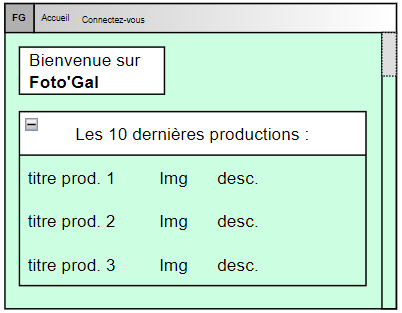 FG Accueil Connectez-vous
Bienvenue sur
Foto'Gal
Les 10 dernières productions :
titre prod. 1 Img desc.
titre prod. 2 Img desc.
titre prod. 3 Img desc.